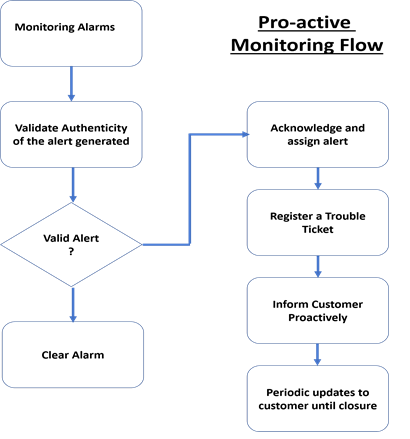 Pro-active
Monitoring Flow
Monitoring Alarms
Validate Authenticity
of the alert generated
Valid Alert
?
Clear Alarm
Acknowledge and
assign alert
Register a Trouble
Ticket
Inform Customer
Proactively
Periodic updates to
customer until closure